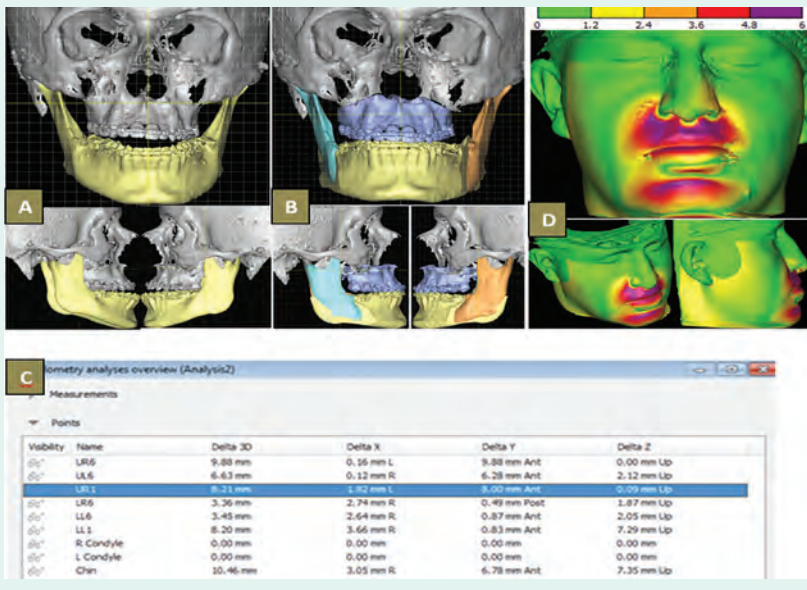 0 1.2 2.4 3.6 4.8 6
A
B
D
C
lometry analyses overview (Analysis2)
Measurements
Points
Visibility Name Delta 3D Delta X Delta Y Delta Z
UR6 9.88 mm 0.16 mm L 9.88 mm Ant 0.00 mm Up
UL6 6.63 mm 0.12 mm R 6.28 mm Ant 2.12 mm Up
UR1 8.21 mm 1.82 mm L 8.00 mm Ant 0.09 mm Up
LR6 3.36 mm 2.74 mm R 0.49 mm Post 1.87 mm Up
LL6 3.45 mm 2.64 mm R 0.87 mm Ant 2.05 mm Up
LL1 8.20 mm 3.66 mm R 0.83 mm Ant 7.29 mm Up
R Condyle 0.00 mm 0.00 mm 0.00 mm 0.00 mm
L Condyle 0.00 mm 0.00 mm 0.00 mm 0.00 mm
Chin 10.46 mm 3.05 mm R 6.78 mm Ant 7.35 mm Up